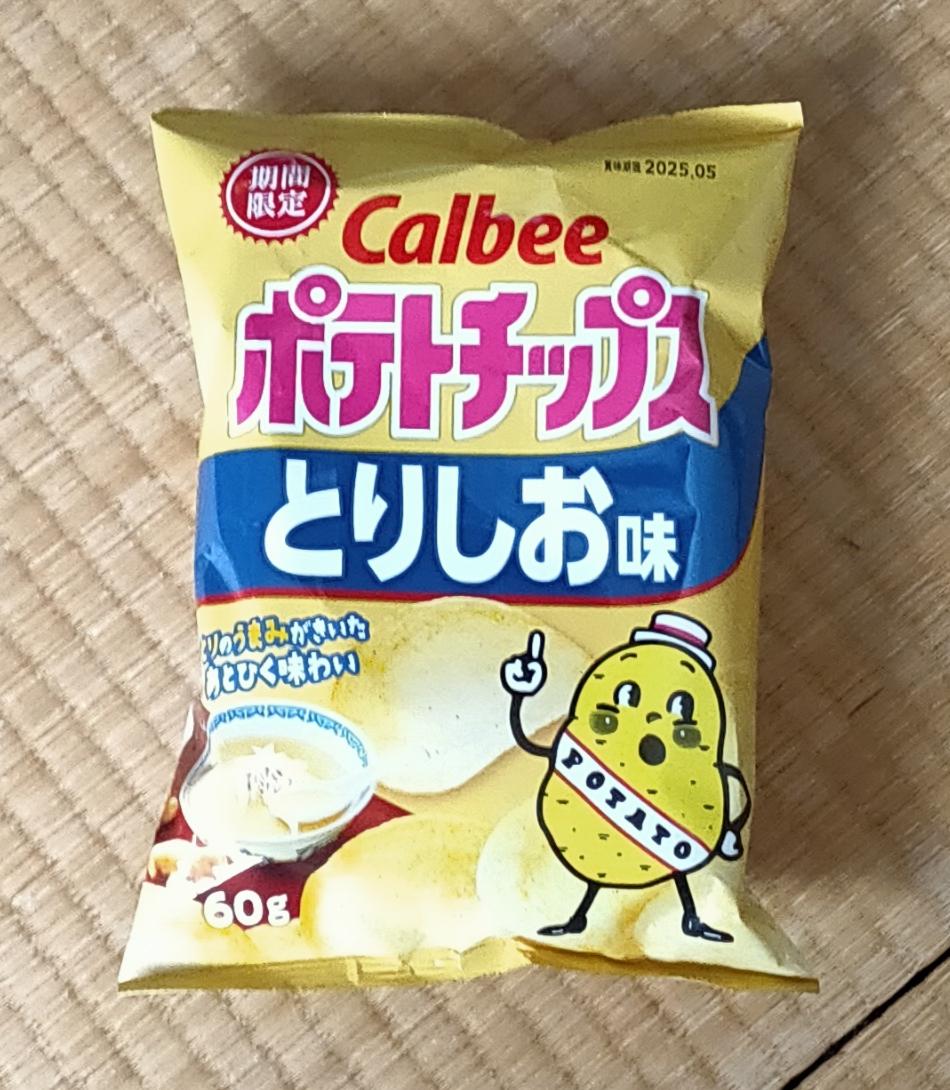 期間
限定
賞味期限 2025.05
Calbee
ポテトチップス
とりしお味
とりのうまみがきいた
あとひく味わい
POTATO
60g